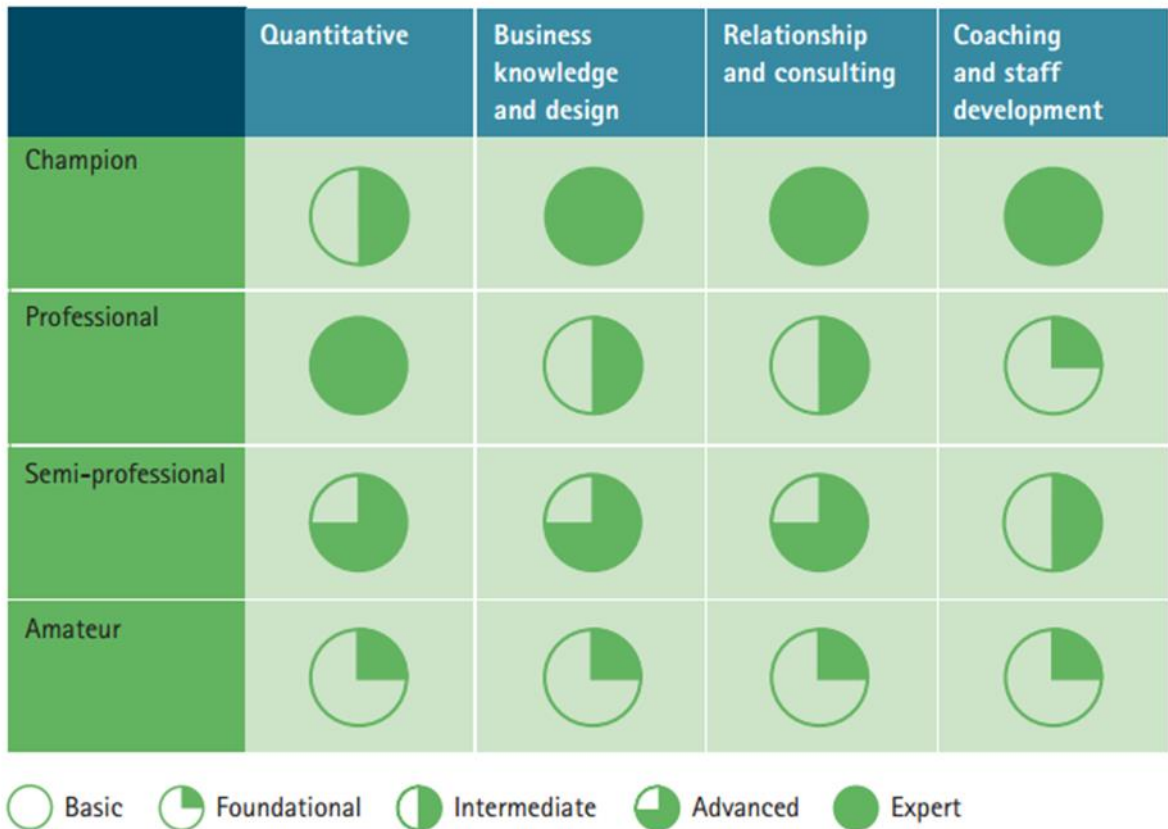 Quantitative
Business
knowledge
and design
Relationship
and consulting
Coaching
and staff
development
Champion
Professional
Semi-professional
Amateur
Basic
Foundational
Intermediate
Advanced
Expert